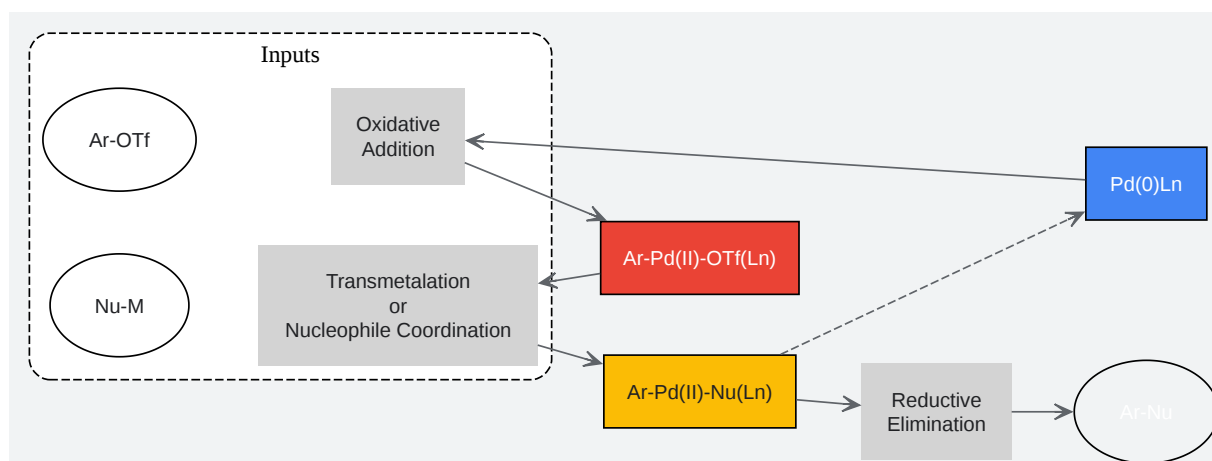 Inputs
Ar-OTf
Oxidative
Addition
Pd(0)Ln
Ar-Pd(II)-OTf(Ln)
Nu-M
Transmetalation
or
Nucleophile Coordination
Ar-Pd(II)-Nu(Ln)
Reductive
Elimination
Ar-Nu